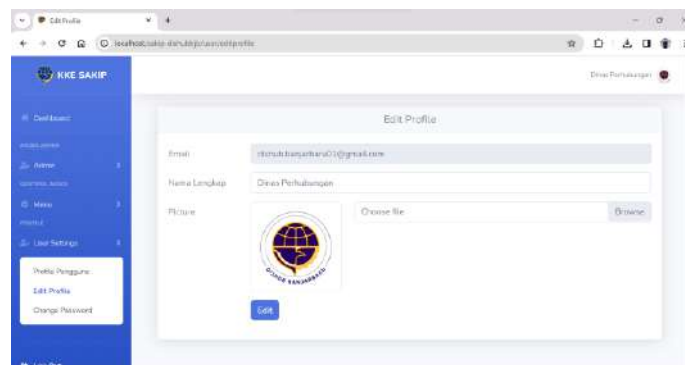 Edit Profile
KKE SAKIP
Dinas Perhubungan
Dashboard
Edit Profile
Email
Nama Lengkap
Dinas Perhubungan
Picture
Choose file
Browse
Admin
Menu
User Settings
Profile Pengguna
Edit Profile
Change Password
Edit